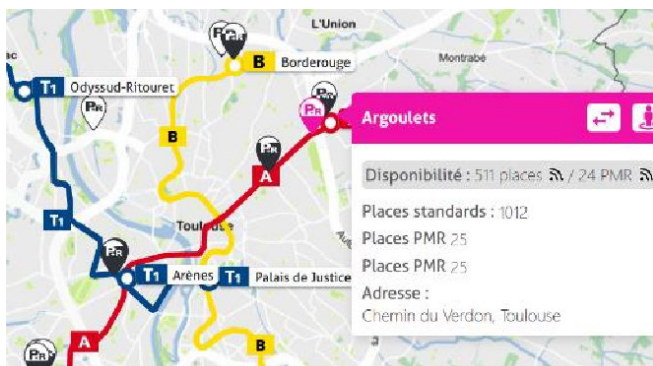 L'Union
B Borderouge
Montrabé
T1 Odyssud-Ritouret
P+R
Argoulets
B
A
Disponibilité : 511 places / 24 PMR
Places standards : 1012
T1
Places PMR 25
Places PMR 25
T1 Arènes
T1 Palais de Justice
Adresse :
Chemin du Verdon, Toulouse
A
B